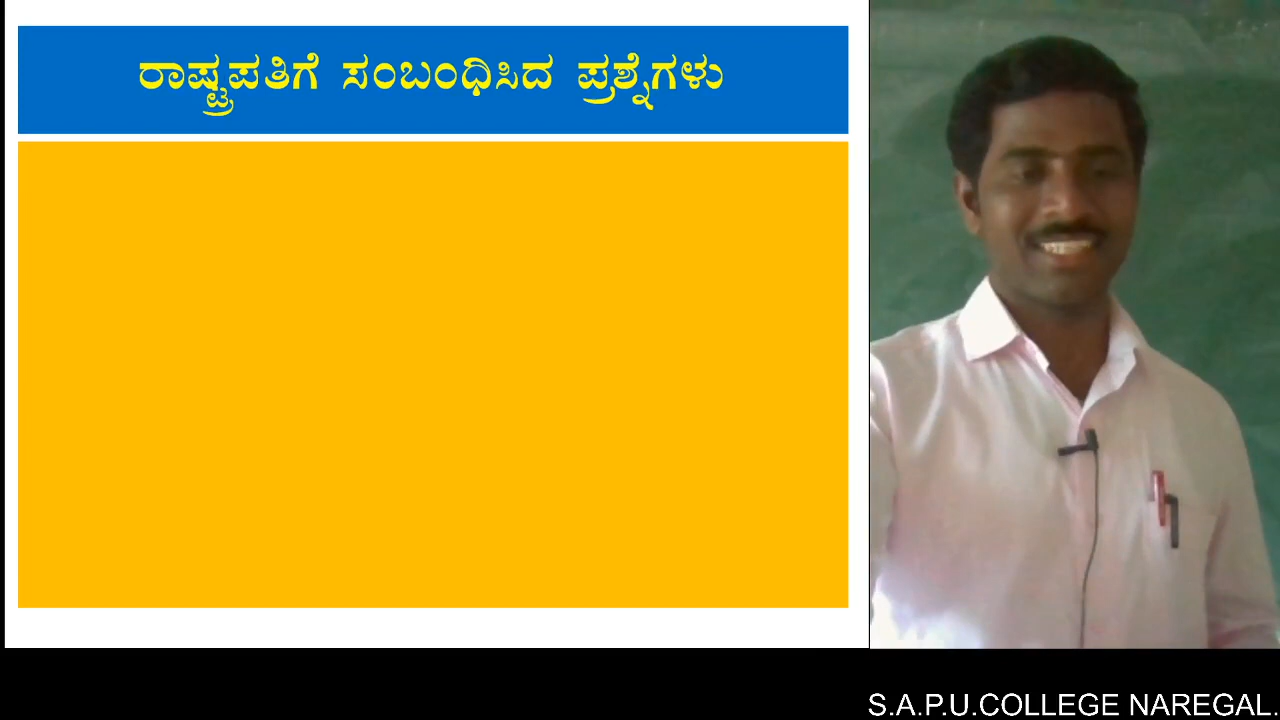 ರಾಷ್ಟ್ರಪತಿಗೆ ಸಂಬಂಧಿಸಿದ ಪ್ರಶ್ನೆಗಳು
S.A.P.U.COLLEGE NAREGAL.